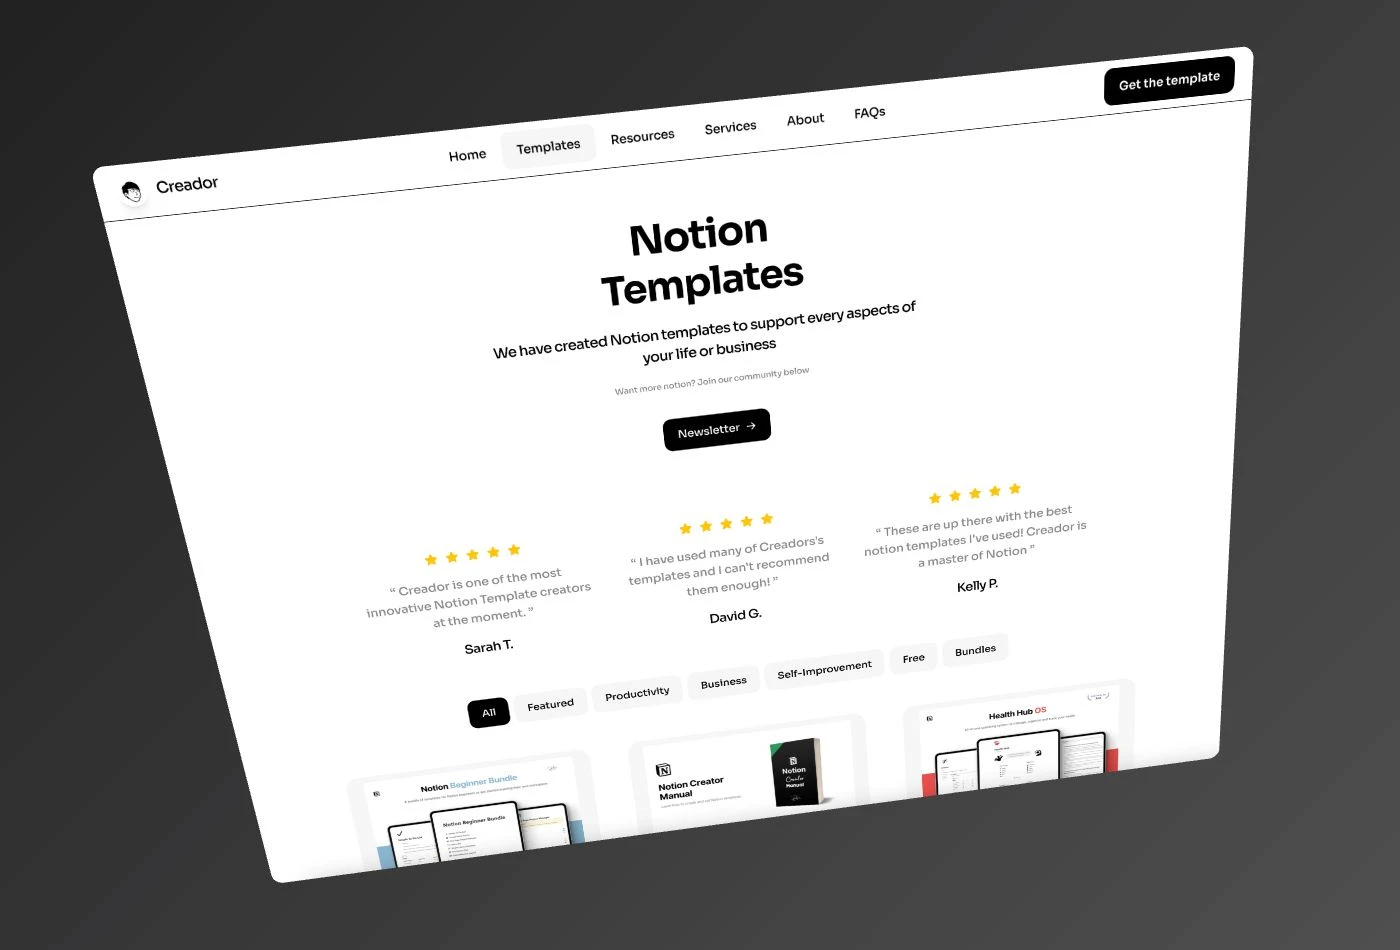 Creador
Home
Templates
Resources
Services
About
FAQs
Get the template
Notion
Templates
We have created Notion templates to support every aspects of
your life or business
Want more notion? Join our community below
Newsletter →
“ Creador is one of the most
innovative Notion Template creators
at the moment. ”
Sarah T.
“ I have used many of Creadors's
templates and I can't recommend
them enough! ”
David G.
“ These are up there with the best
notion templates I've used! Creador is
a master of Notion ”
Kelly P.
All
Featured
Productivity
Business
Self-Improvement
Free
Bundles
Notion Beginner Bundle
Notion Beginner Bundle
Notion Creator
Manual
Notion
Creator
Manual
Health Hub OS